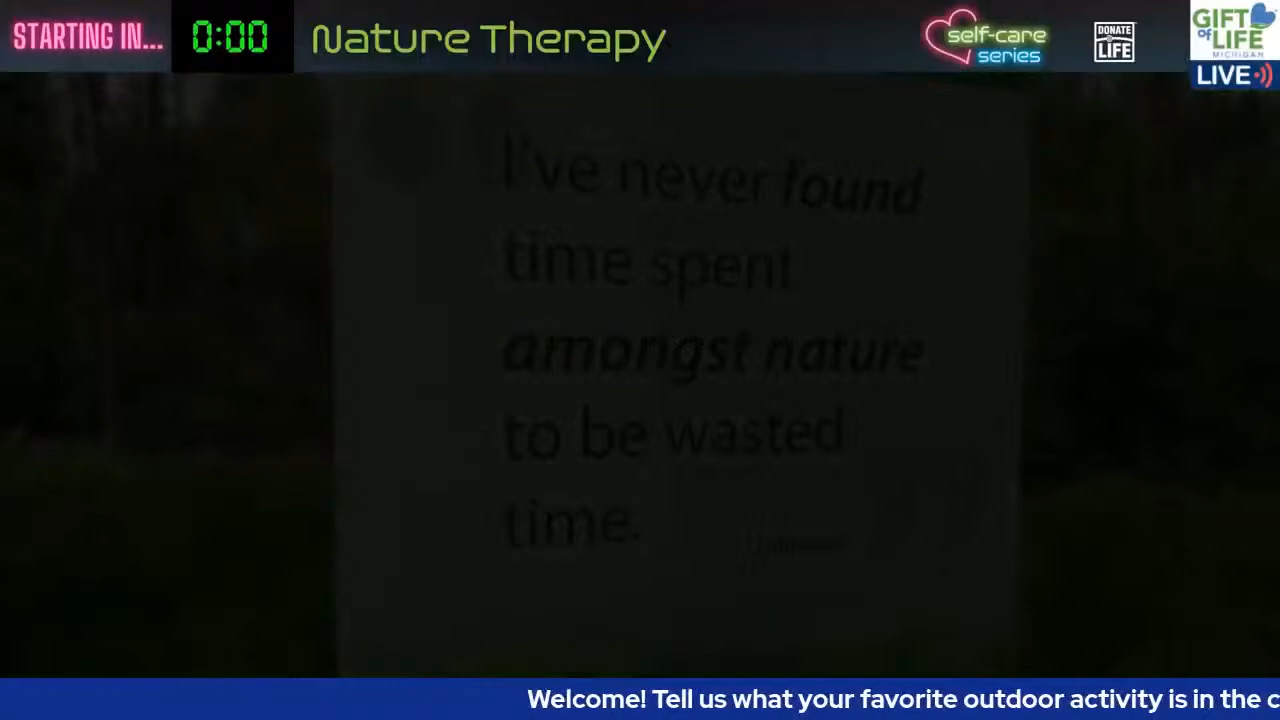 STARTING IN...
0:00
Nature Therapy
self-care
series
DONATE
LIFE
GIFT
of
LIFE
MICHIGAN
LIVE
I've never found
time spent
amongst nature
to be wasted
time.
Welcome! Tell us what your favorite outdoor activity is in the c